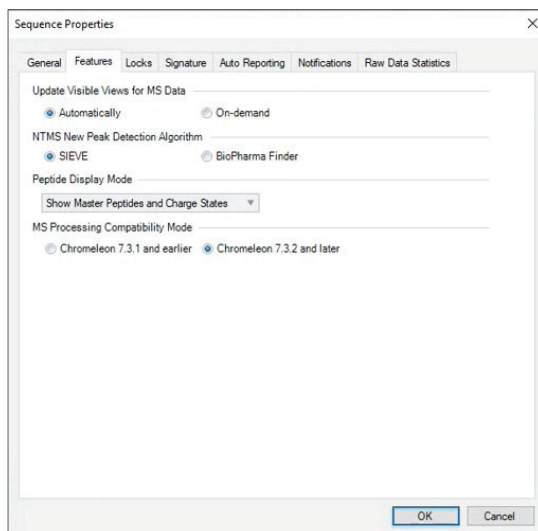 Sequence Properties
General Features Locks Signature Auto Reporting Notifications Raw Data Statistics
Update Visible Views for MS Data
Automatically On-demand
NTMS New Peak Detection Algorithm
SIEVE BioPharma Finder
Peptide Display Mode
Show Master Peptides and Charge States
MS Processing Compatibility Mode
Chromeleon 7.3.1 and earlier Chromeleon 7.3.2 and later
OK Cancel